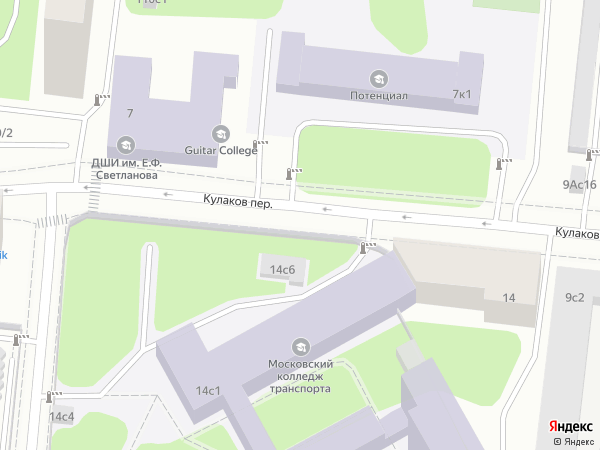 7
Потенциал
7к1
Guitar College
ДШИ им. Е.Ф.
Светланова
9Ас16
Кулаков пер.
Кулаков
14с6
14
9с2
Московский
колледж
транспорта
14с1
14с4
Яндекс
© Яндекс